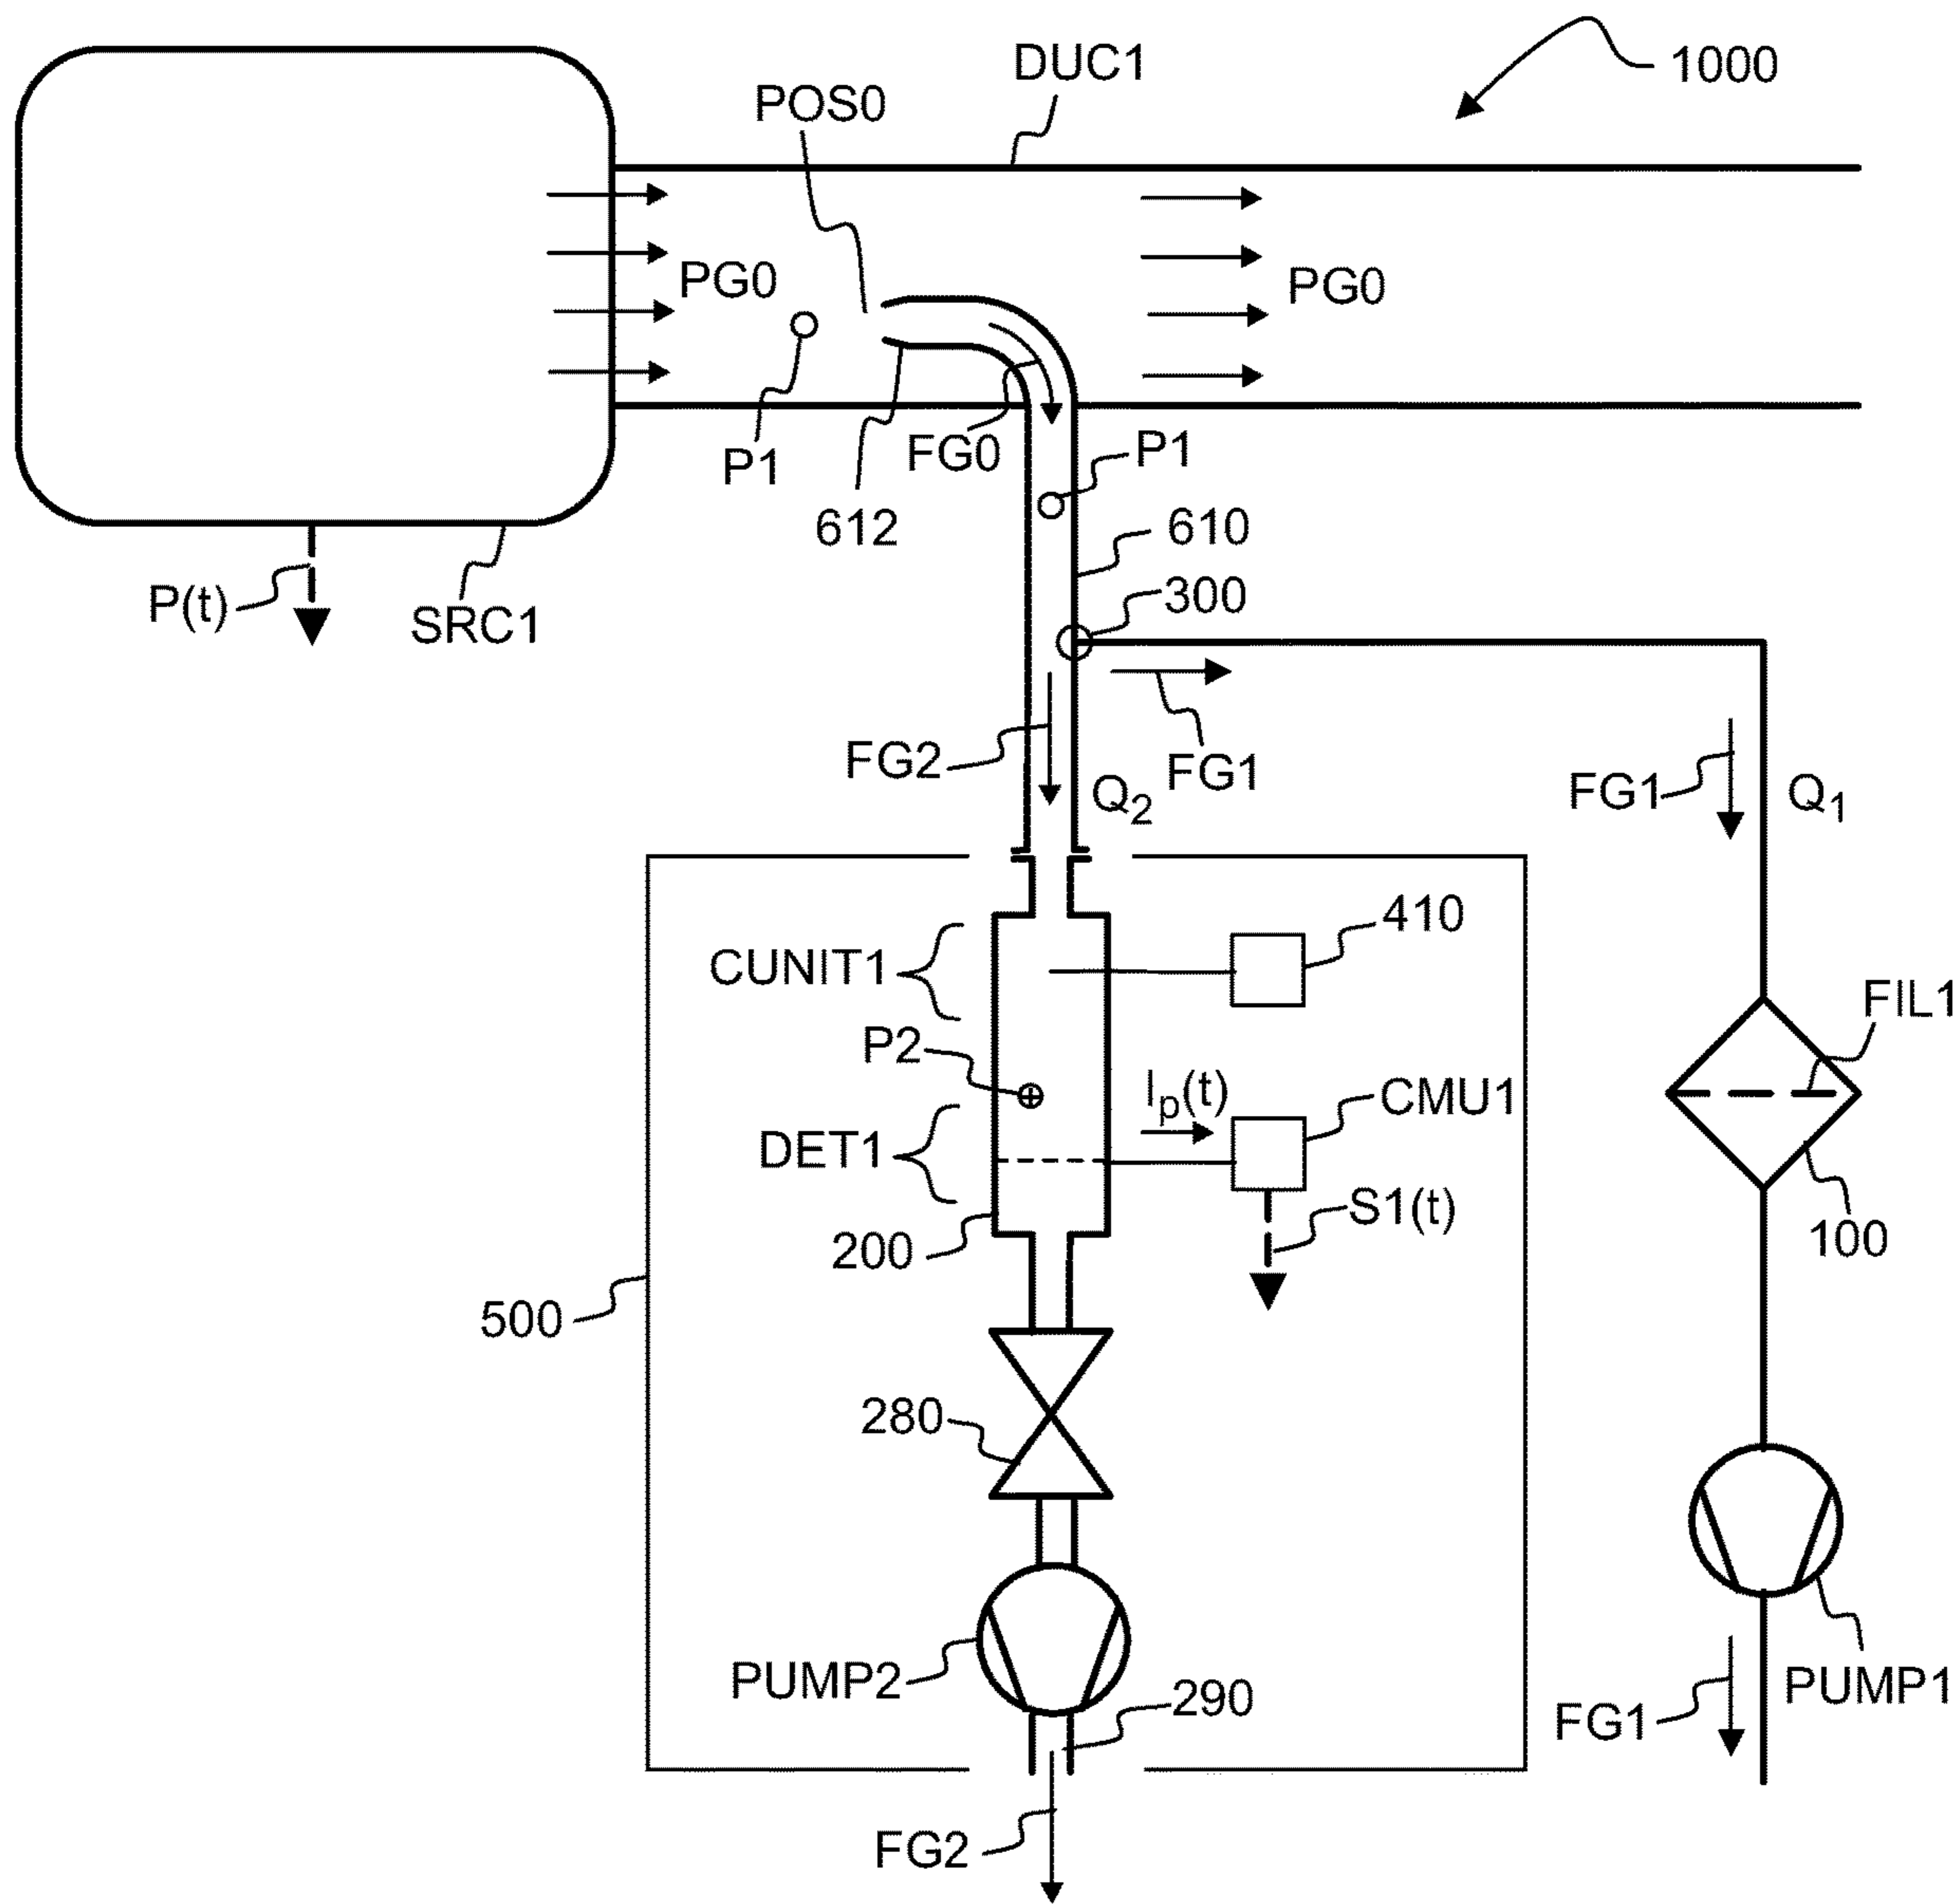 DUC1
1000
POS0
PG0
PG0
P1
FG0
P1
612
610
300
P(t)
SRC1
FG2
FG1
Q2
FG1
Q1
410
CUNIT1
FIL1
P2
Ip(t)
CMU1
DET1
S1(t)
200
100
500
280
PUMP2
290
PUMP1
FG1
FG2